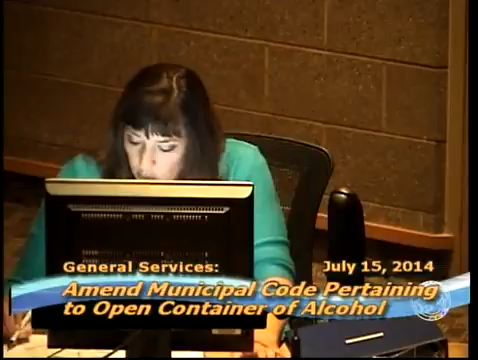 General Services: July 15, 2014
Amend Municipal Code Pertaining
to Open Container of Alcohol